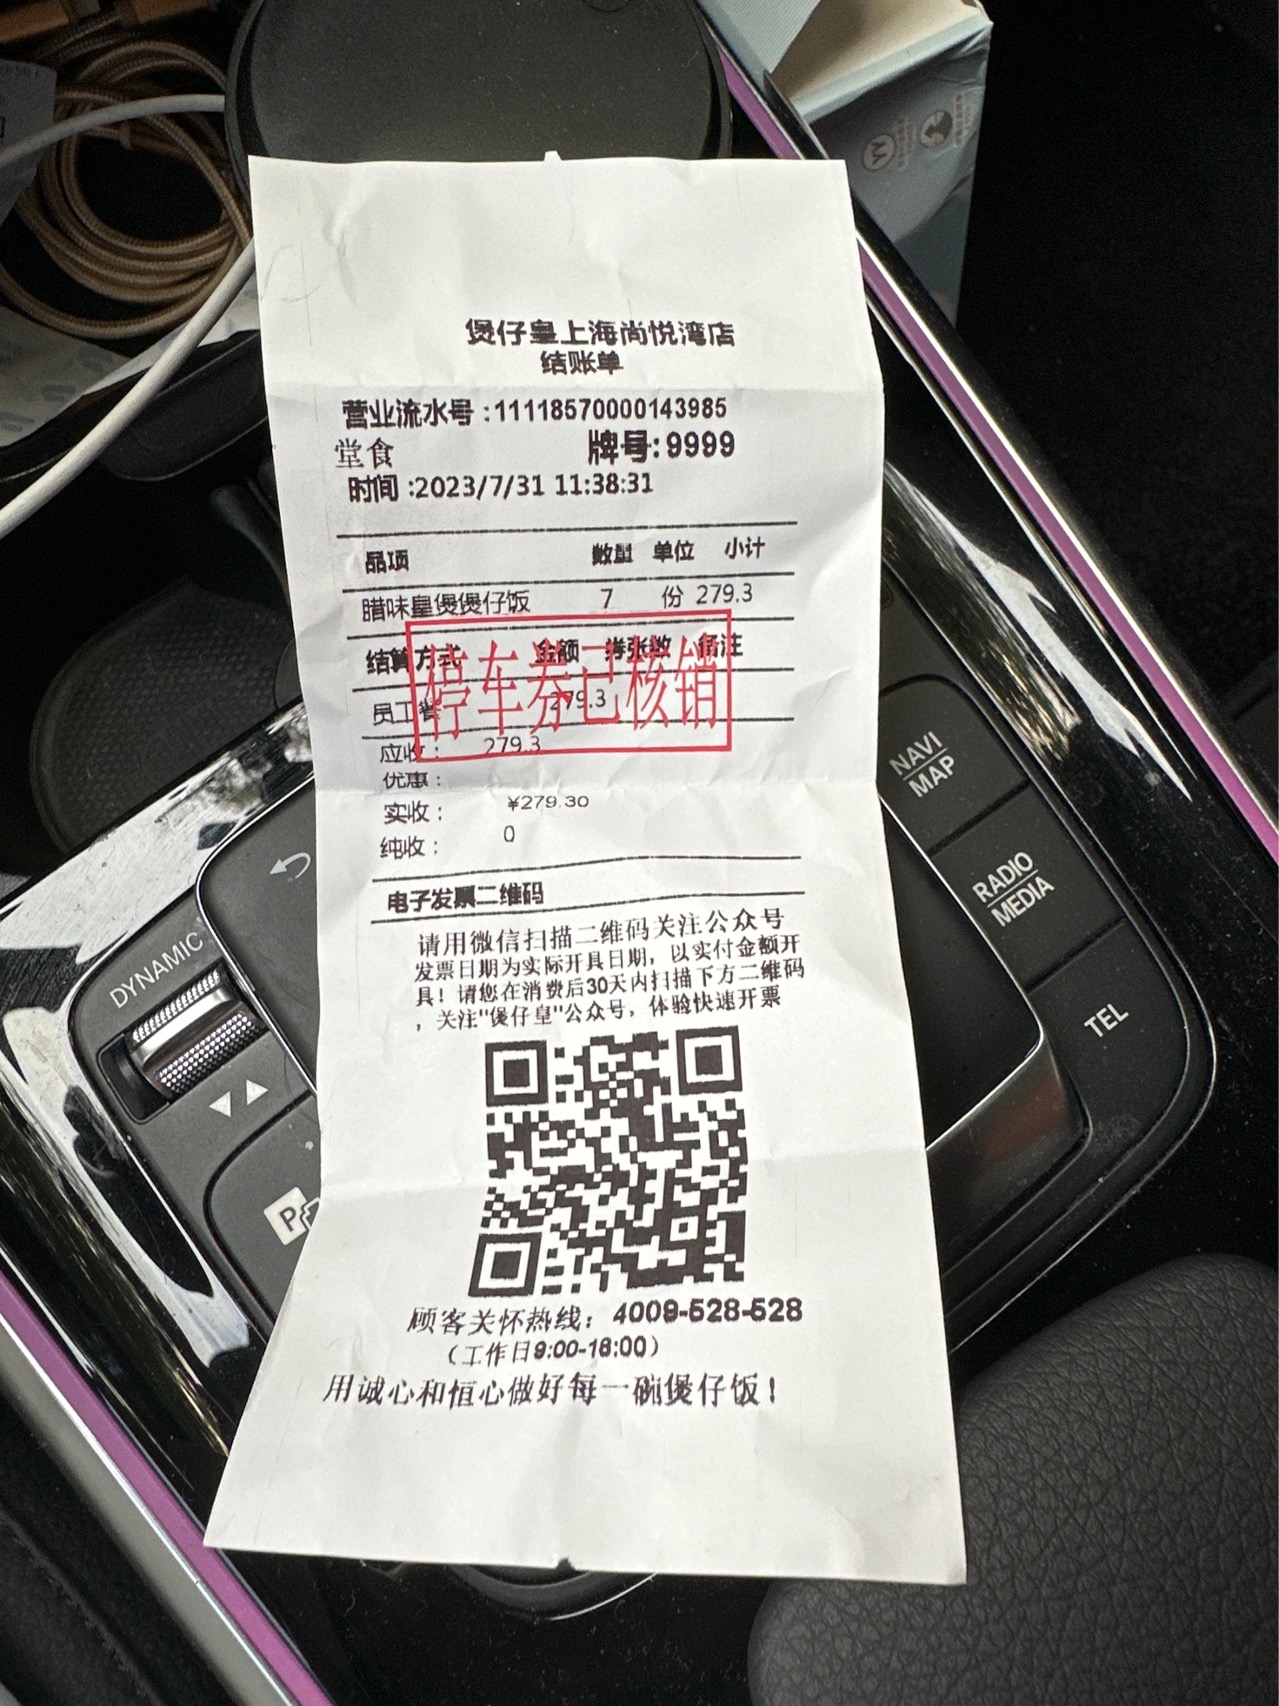 煲仔皇上海尚悦湾店
结账单
营业流水号:11118570000143985
堂食 牌号:9999
时间:2023/7/31 11:38:31
品项 数量 单位 小计
腊味皇煲煲仔饭 7 份 279.3
结算方式 金额 券张数 备注
员工餐 279.3
停车券已核销
应收: 279.3
优惠:
实收: ¥279.30
纯收: 0
电子发票二维码
请用微信扫描二维码关注公众号
发票日期为实际开具日期，以实付金额开
具！请您在消费后30天内扫描下方二维码
，关注"煲仔皇"公众号，体验快速开票
顾客关怀热线：4009-528-528
（工作日9:00-18:00）
用诚心和恒心做好每一碗煲仔饭！
NAVI
MAP
RADIO
MEDIA
TEL
DYNAMIC
P